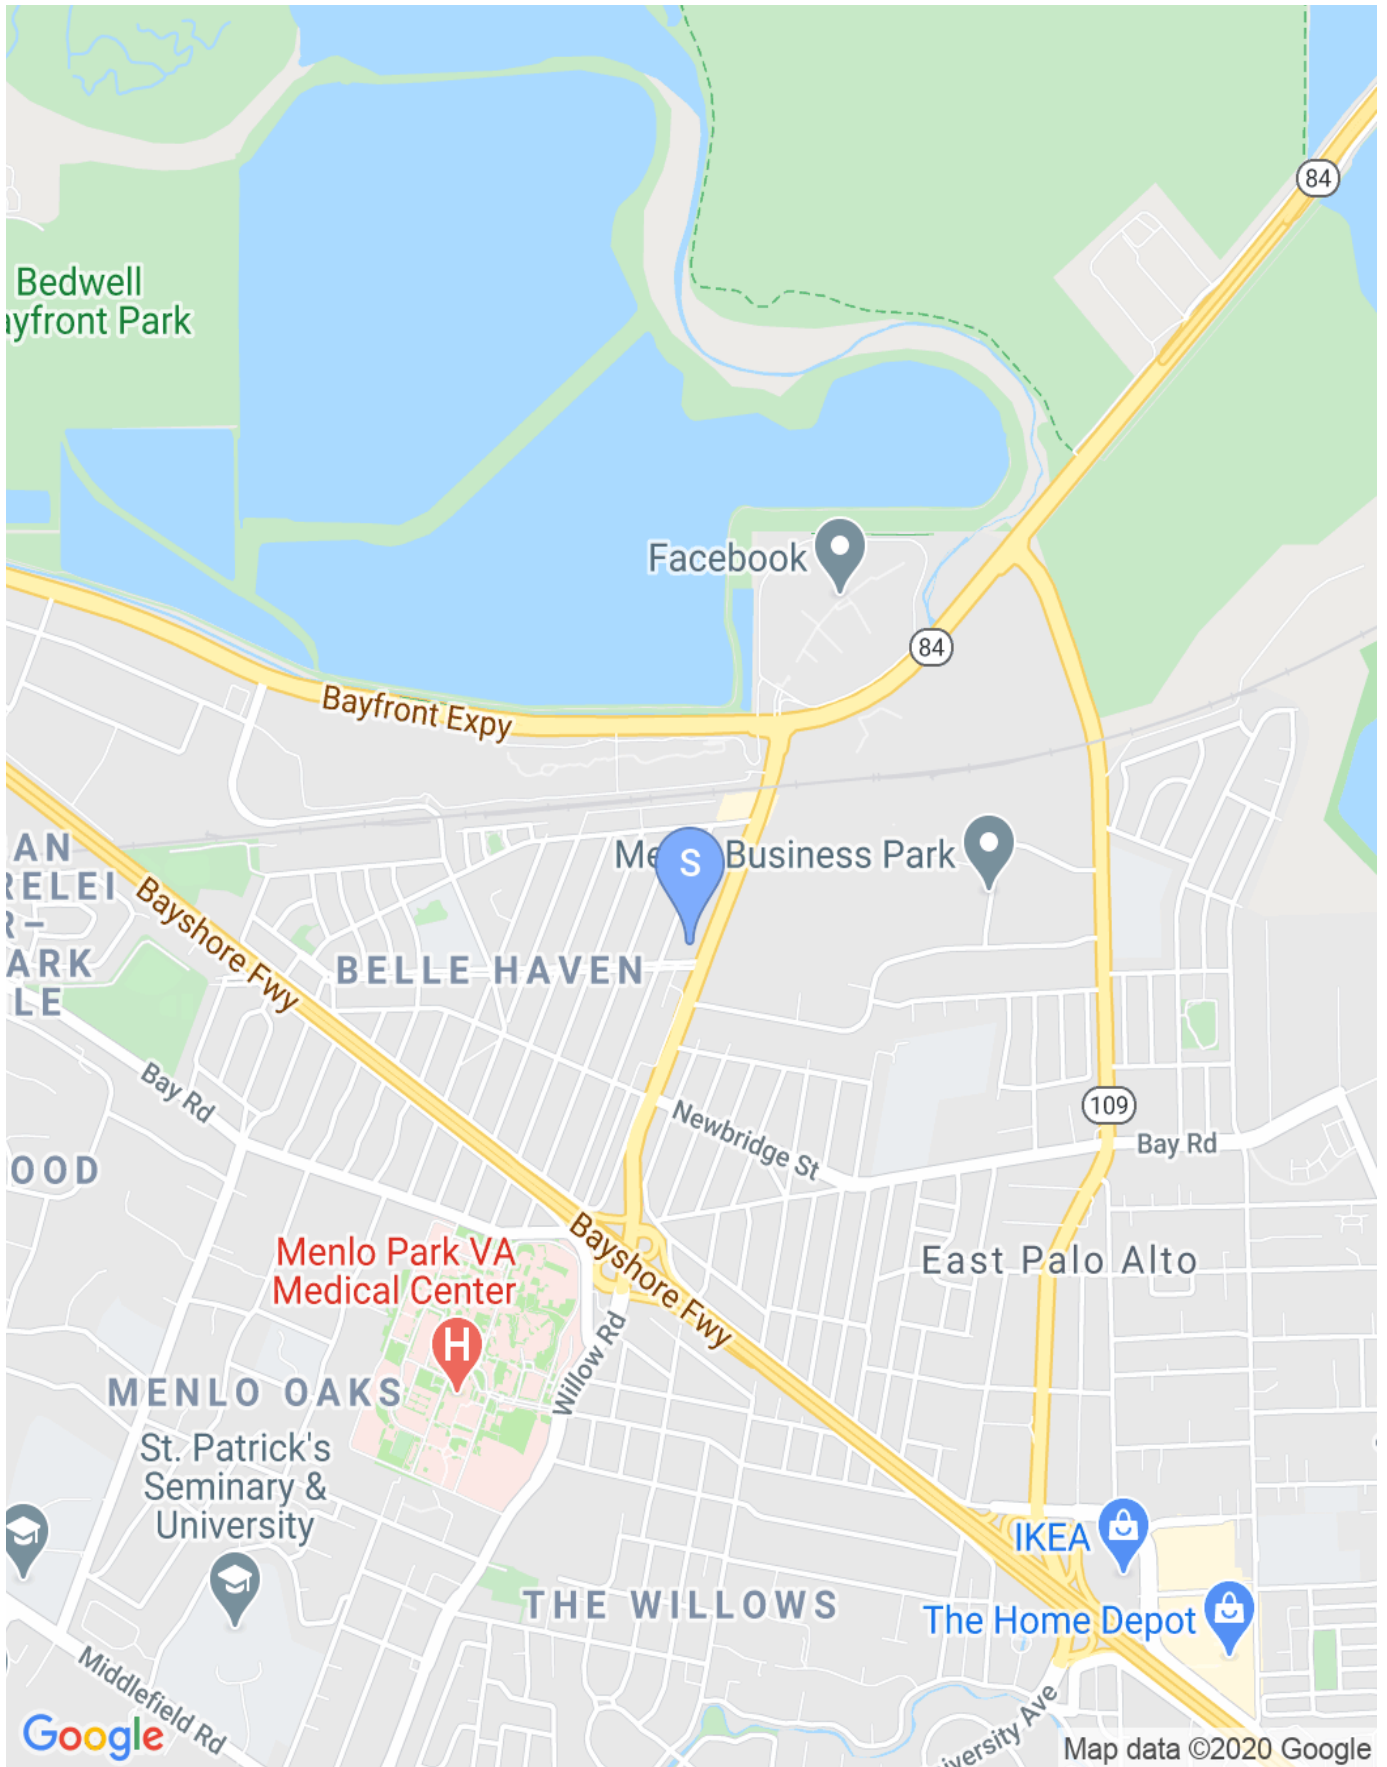 84
Bedwell
ayfront Park
Facebook
84
Bayfront Expy
S
Me
Business Park
AN
RELEI
R–
ARK
LE
Bayshore Fwy
BELLE HAVEN
Bay Rd
109
Newbridge St
Bay Rd
OOD
Menlo Park VA
Medical Center
H
Bayshore Fwy
East Palo Alto
Willow Rd
MENLO OAKS
St. Patrick's
Seminary &
University
IKEA
THE WILLOWS
The Home Depot
Middlefield Rd
iversity Ave
Google
Map data ©2020 Google